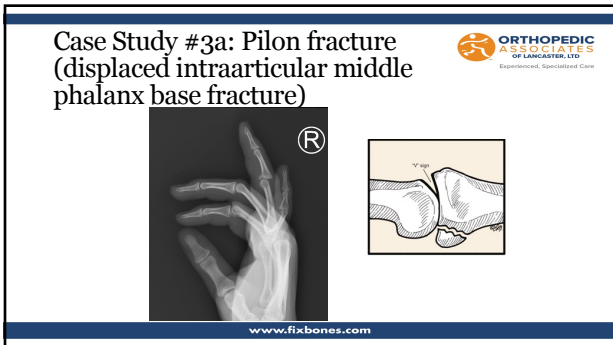 Case Study #3a: Pilon fracture
(displaced intraarticular middle
phalanx base fracture)
ORTHOPEDIC
ASSOCIATES
OF LANCASTER, LTD
Experienced, Specialized Care
R
"V" sign
www.fixbones.com